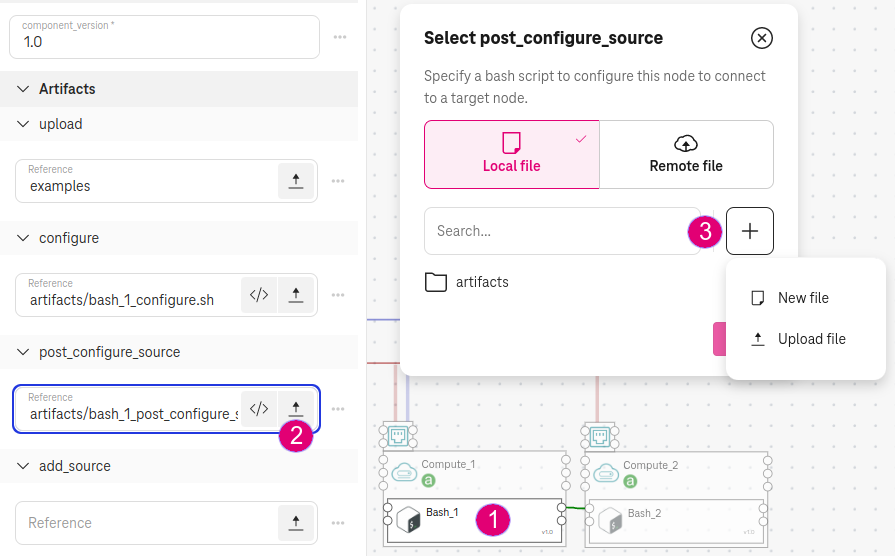 component_version *
1.0
Artifacts
upload
Reference
examples
configure
Reference
artifacts/bash_1_configure.sh
</>
post_configure_source
Reference
artifacts/bash_1_post_configure_s
</>
2
add_source
Reference
Select post_configure_source
Specify a bash script to configure this node to connect
to a target node.
Local file
Remote file
Search...
3
artifacts
New file
Upload file
Compute_1
a
Bash_1
1
v1.0
Compute_2
a
Bash_2
v1.0